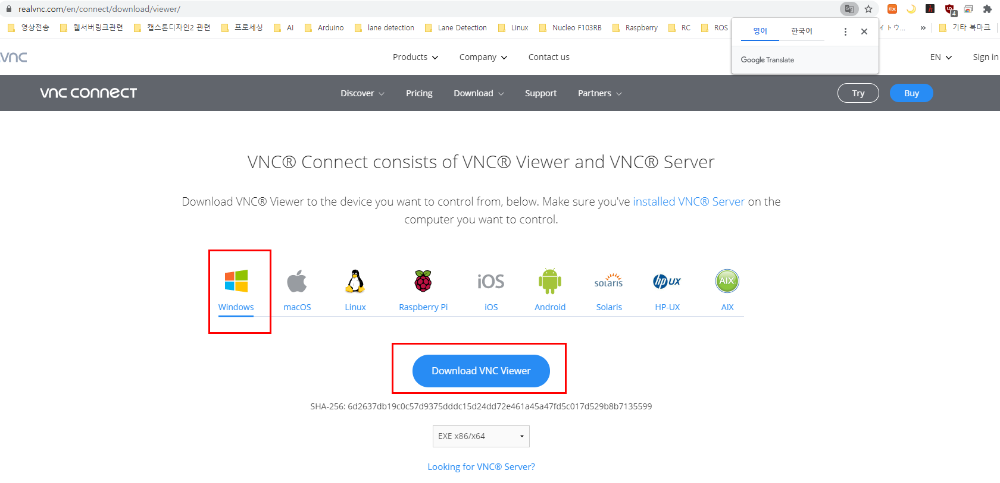 realvnc.com/en/connect/download/viewer/
영상전송 웹서버링크관련 캡스톤디자인2 관련 프로세싱 AI Arduino lane detection Lane Detection Linux Nucleo F103RB Raspberry RC ROS イトウ... » 기타 북마크
영어 한국어
Google Translate
vnc Products Company Contact us EN Sign in
vnc connect Discover Pricing Download Support Partners Try Buy
VNC® Connect consists of VNC® Viewer and VNC® Server
Download VNC® Viewer to the device you want to control from, below. Make sure you've installed VNC® Server on the
computer you want to control.
iOS solaris hp UX AIX
Windows macOS Linux Raspberry Pi iOS Android Solaris HP-UX AIX
Download VNC Viewer
SHA-256: 6d2637db19c0c57d9375dddc15d24dd72e461a45a47fd5c017d529b8b7135599
EXE x86/x64
Looking for VNC® Server?